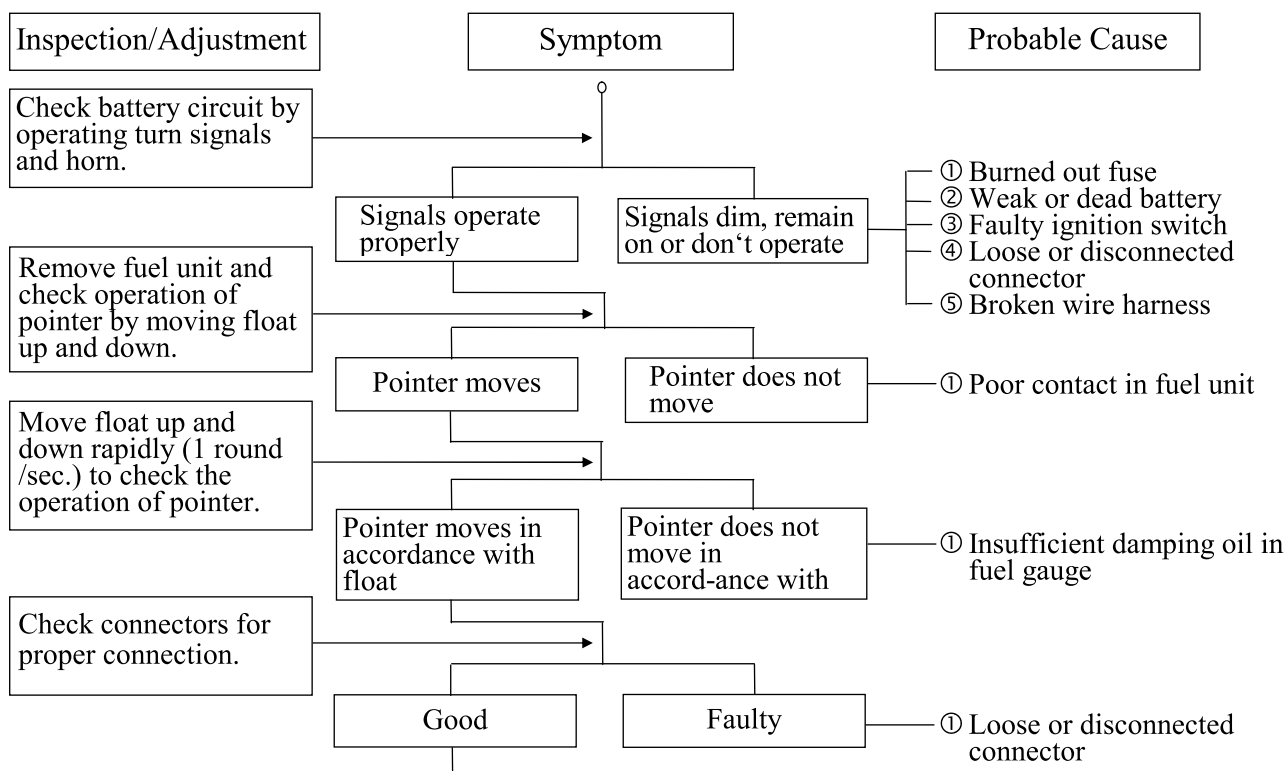 Inspection/Adjustment
Symptom
Probable Cause
Check battery circuit by
operating turn signals
and horn.
Signals operate
properly
Signals dim, remain
on or don‘t operate
① Burned out fuse
② Weak or dead battery
③ Faulty ignition switch
④ Loose or disconnected
connector
⑤ Broken wire harness
Remove fuel unit and
check operation of
pointer by moving float
up and down.
Pointer moves
Pointer does not
move
① Poor contact in fuel unit
Move float up and
down rapidly (1 round
/sec.) to check the
operation of pointer.
Pointer moves in
accordance with
float
Pointer does not
move in
accord-ance with
① Insufficient damping oil in
fuel gauge
Check connectors for
proper connection.
Good
Faulty
① Loose or disconnected
connector